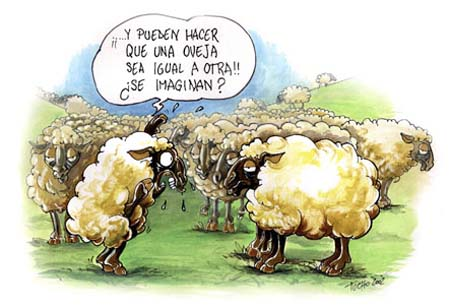 ¡¡...Y PUEDEN HACER
QUE UNA OVEJA
SEA IGUAL A OTRA!!
¿SE IMAGINAN?